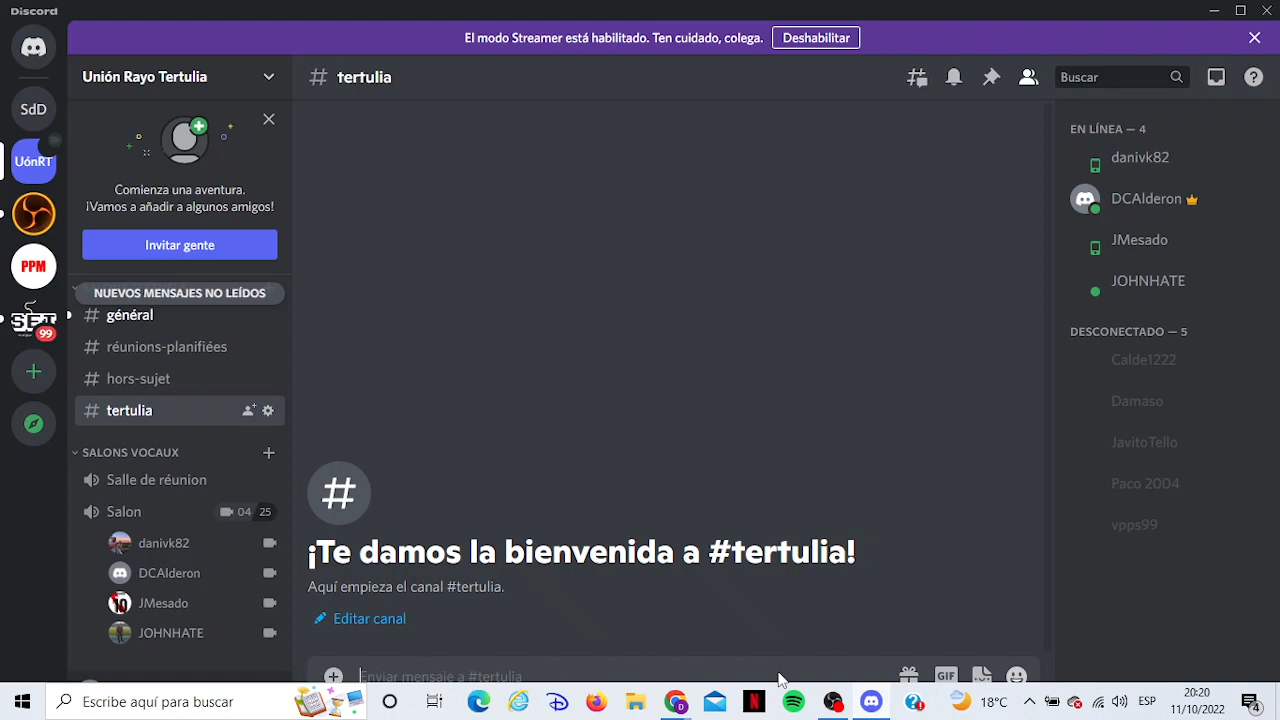 Discord
El modo Streamer está habilitado. Ten cuidado, colega. Deshabilitar
SdD
UónRT
PPM
SET
99
Unión Rayo Tertulia
Comienza una aventura.
¡Vamos a añadir a algunos amigos!
Invitar gente
NUEVOS MENSAJES NO LEÍDOS
# général
# réunions-planifiées
# hors-sujet
# tertulia
SALONS VOCAUX
Salle de réunion
Salon 04 25
danivk82
DCAlderon
JMesado
JOHNHATE
# tertulia
Buscar
#
¡Te damos la bienvenida a #tertulia!
Aquí empieza el canal #tertulia.
Editar canal
Enviar mensaje a #tertulia
GIF
EN LÍNEA — 4
danivk82
DCAlderon
JMesado
JOHNHATE
DESCONECTADO — 5
Calde1222
Damaso
JavitoTello
Paco 2004
vpps99
Escribe aquí para buscar
18°C
ESP
20:20
11/10/2022
4